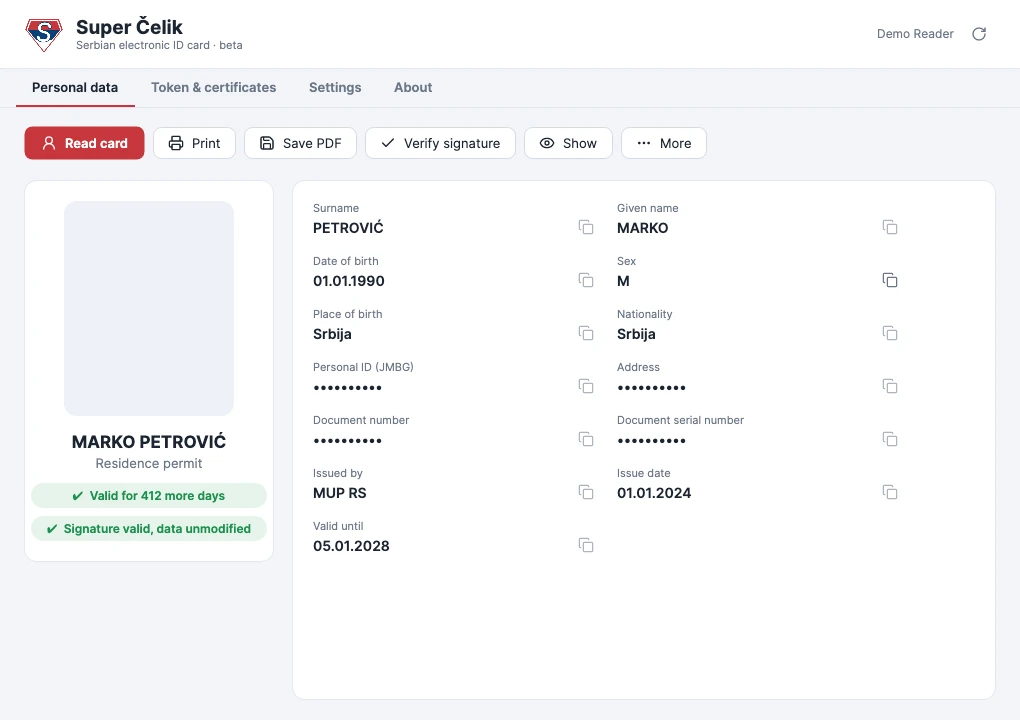 Super Čelik
Serbian electronic ID card · beta
Demo Reader
Personal data
Token & certificates
Settings
About
Read card
Print
Save PDF
Verify signature
Show
More
MARKO PETROVIĆ
Residence permit
✔ Valid for 412 more days
✔ Signature valid, data unmodified
Surname
PETROVIĆ
Given name
MARKO
Date of birth
01.01.1990
Sex
M
Place of birth
Srbija
Nationality
Srbija
Personal ID (JMBG)
••••••••••
Address
••••••••••
Document number
••••••••••
Document serial number
••••••••••
Issued by
MUP RS
Issue date
01.01.2024
Valid until
05.01.2028